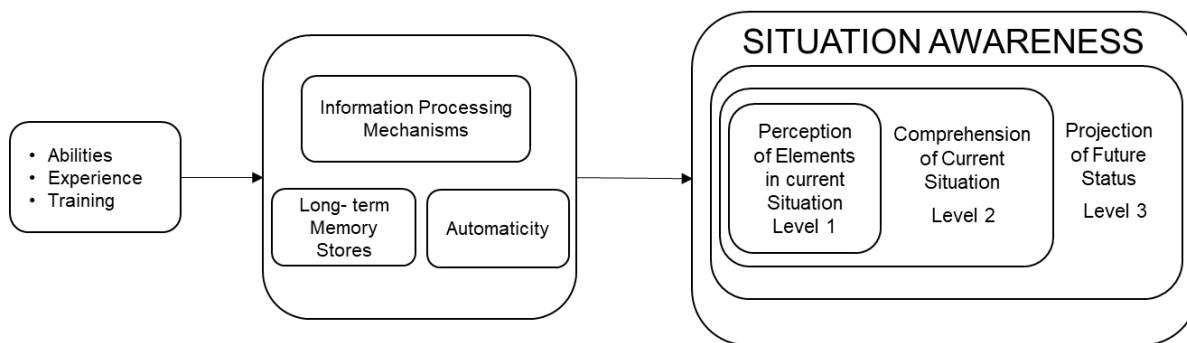 • Abilities
• Experience
• Training
Information Processing
Mechanisms
Long- term
Memory
Stores
Automaticity
SITUATION AWARENESS
Perception
of Elements
in current
Situation
Level 1
Comprehension
of Current
Situation
Level 2
Projection
of Future
Status
Level 3